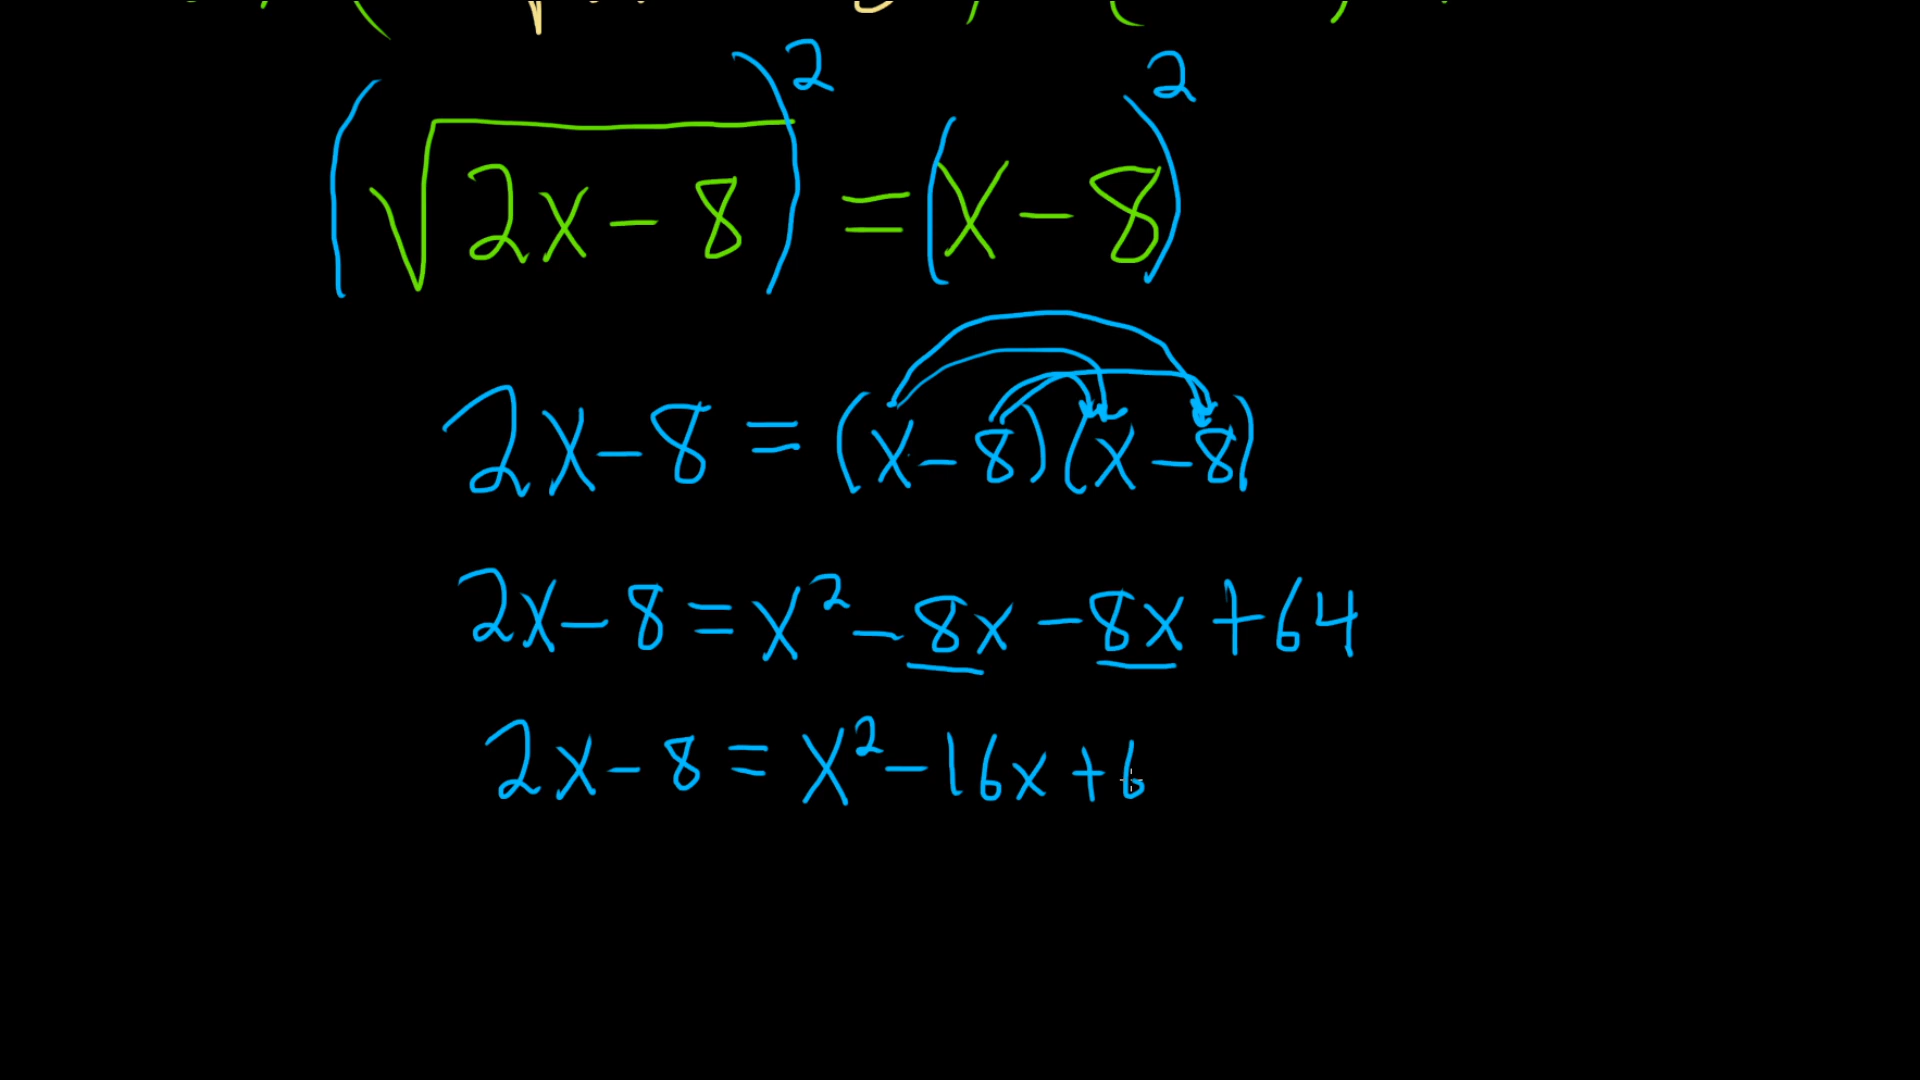 (√2x-8)² = (x-8)²
2x-8 = (x-8)(x-8)
2x-8 = x²-8x-8x+64
2x-8 = x²-16x+6